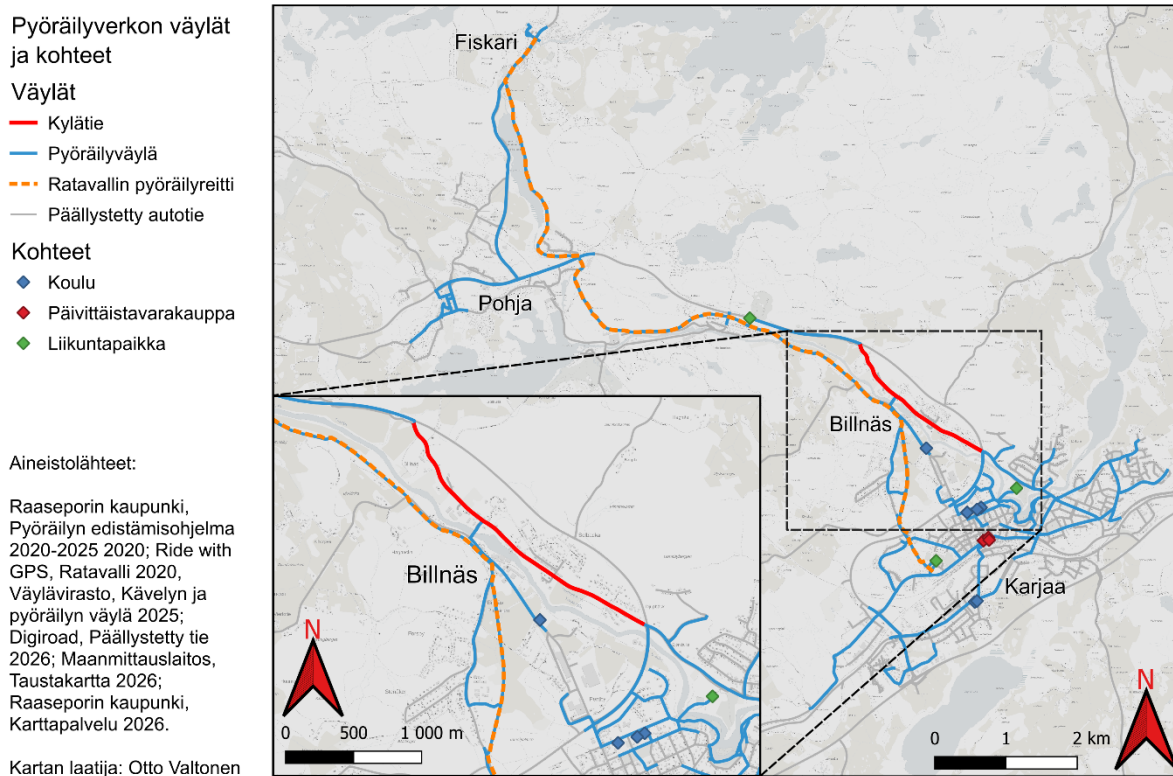 Pyöräilyverkon väylät
ja kohteet
Väylät
Kylätie
Pyöräilyväylä
Ratavallin pyöräilyreitti
Päällystetty autotie
Kohteet
Koulu
Päivittäistavarakauppa
Liikuntapaikka
Aineistolähteet:
Raaseporin kaupunki,
Pyöräilyn edistämisohjelma
2020-2025 2020; Ride with
GPS, Ratavalli 2020,
Väylävirasto, Kävelyn ja
pyöräilyn väylä 2025;
Digiroad, Päällystetty tie
2026; Maanmittauslaitos,
Taustakartta 2026;
Raaseporin kaupunki,
Karttapalvelu 2026.
Kartan laatija: Otto Valtonen
Fiskari
Pohja
Billnäs
Karjaa
N
0 1 2 km
Billnäs
N
0 500 1 000 m